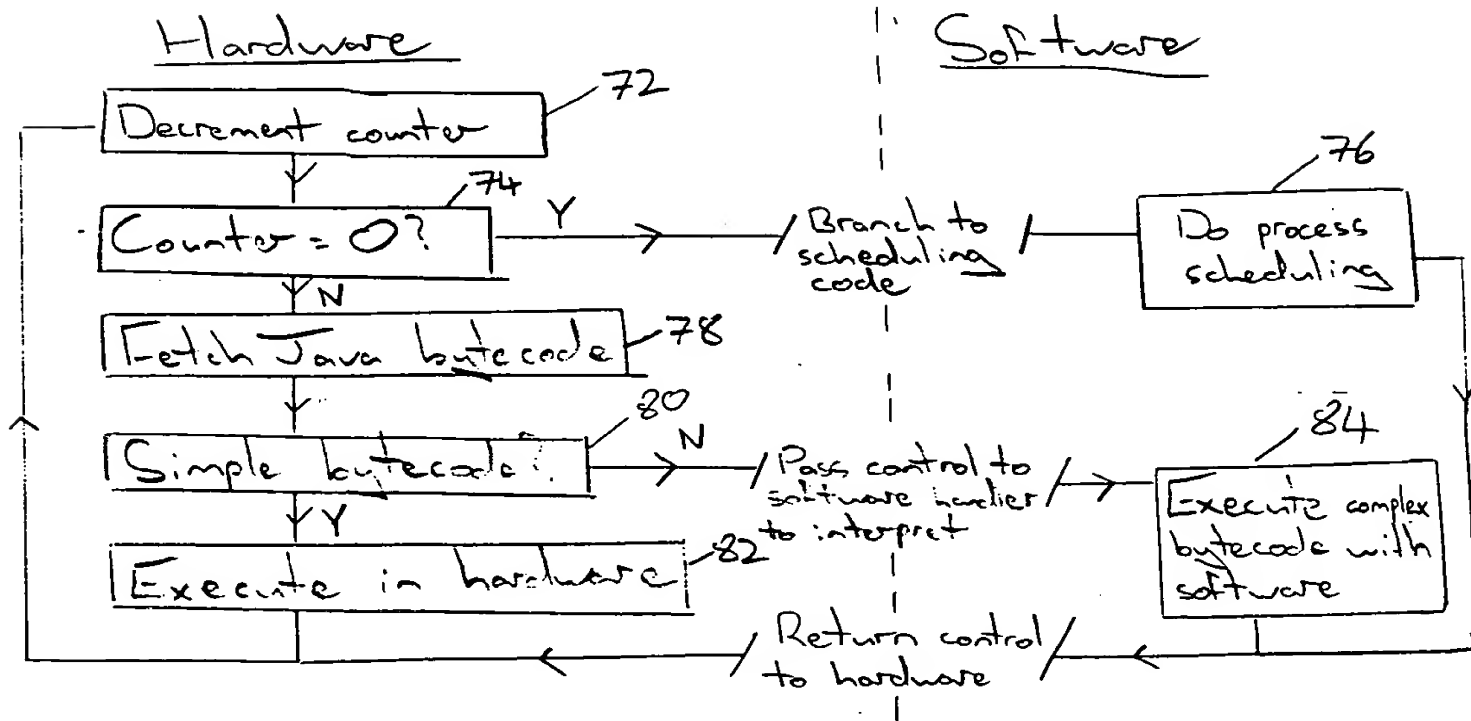 Hardware
Software
72
Decrement counter
74
76
Counter = 0?
Y
Branch to
scheduling
code
Do process
scheduling
N
Fetch Java bytecode
78
80
84
Simple bytecode?
N
Pass control to
software handler
to interpret
Execute complex
bytecode with
software
Y
Execute in hardware
82
Return control
to hardware